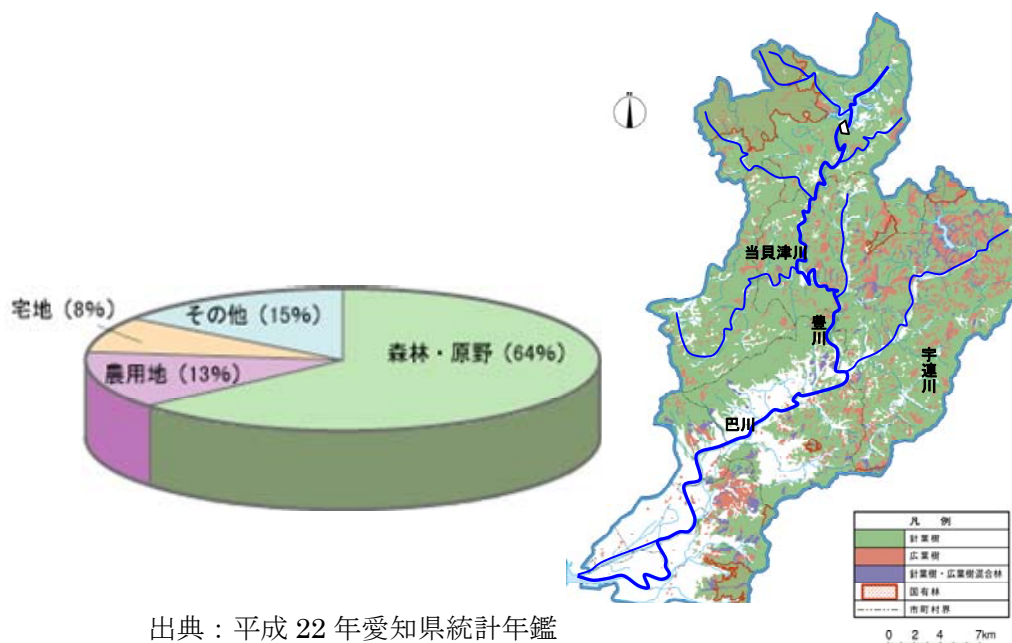 宅地（8%）
その他（15%）
森林・原野（64%）
農用地（13%）
当貝津川
豊川
宇連川
巴川
凡 例
針葉樹
広葉樹
針葉樹・広葉樹混合林
国有林
市町村界
0 2 4 7km
出典：平成 22 年愛知県統計年鑑